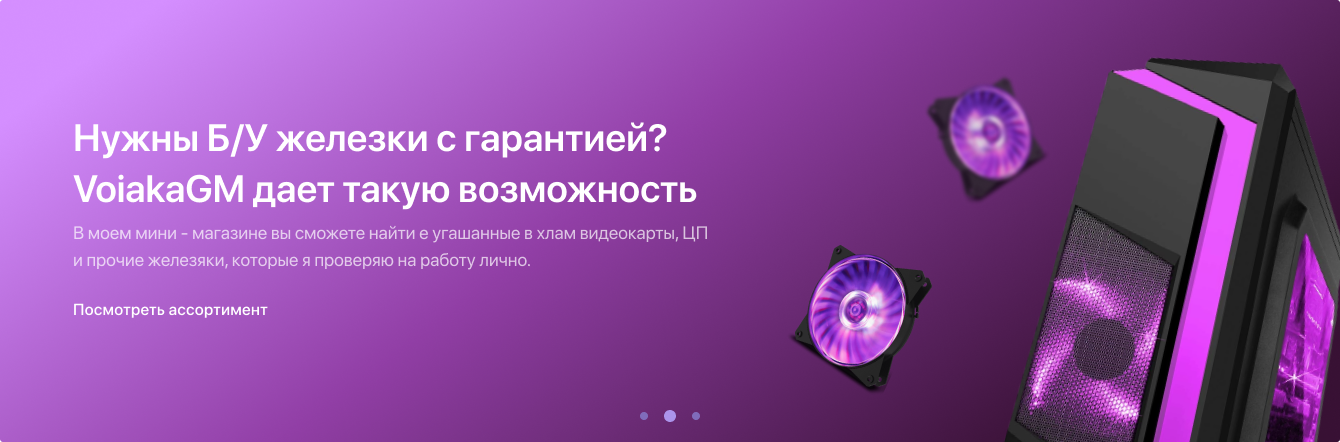 Нужны Б/У железки с гарантией?
VoiakaGM дает такую возможность
В моем мини - магазине вы сможете найти е угашанные в хлам видеокарты, ЦП
и прочие железяки, которые я проверяю на работу лично.
Посмотреть ассортимент